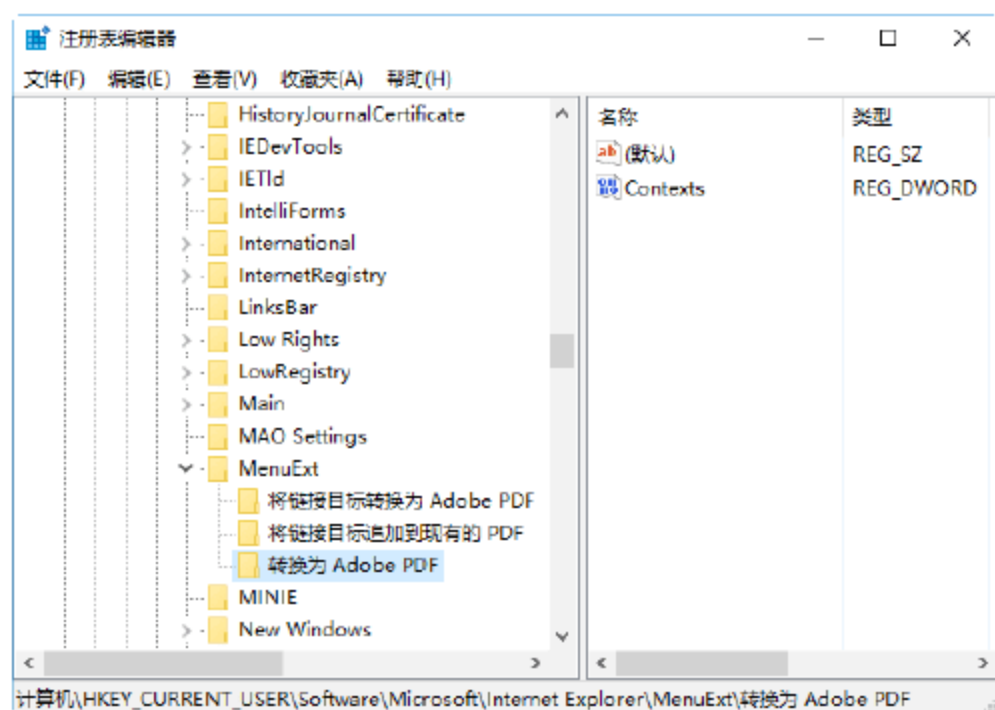 注册表编辑器
文件(F) 编辑(E) 查看(V) 收藏夹(A) 帮助(H)
HistoryJournalCertificate
IEDevTools
IETld
IntelliForms
International
InternetRegistry
LinksBar
Low Rights
LowRegistry
Main
MAO Settings
MenuExt
将链接目标转换为 Adobe PDF
将链接目标追加到现有的 PDF
转换为 Adobe PDF
MINIE
New Windows
名称 类型
ab (默认) REG_SZ
Contexts REG_DWORD
计算机\HKEY_CURRENT_USER\Software\Microsoft\Internet Explorer\MenuExt\转换为 Adobe PDF